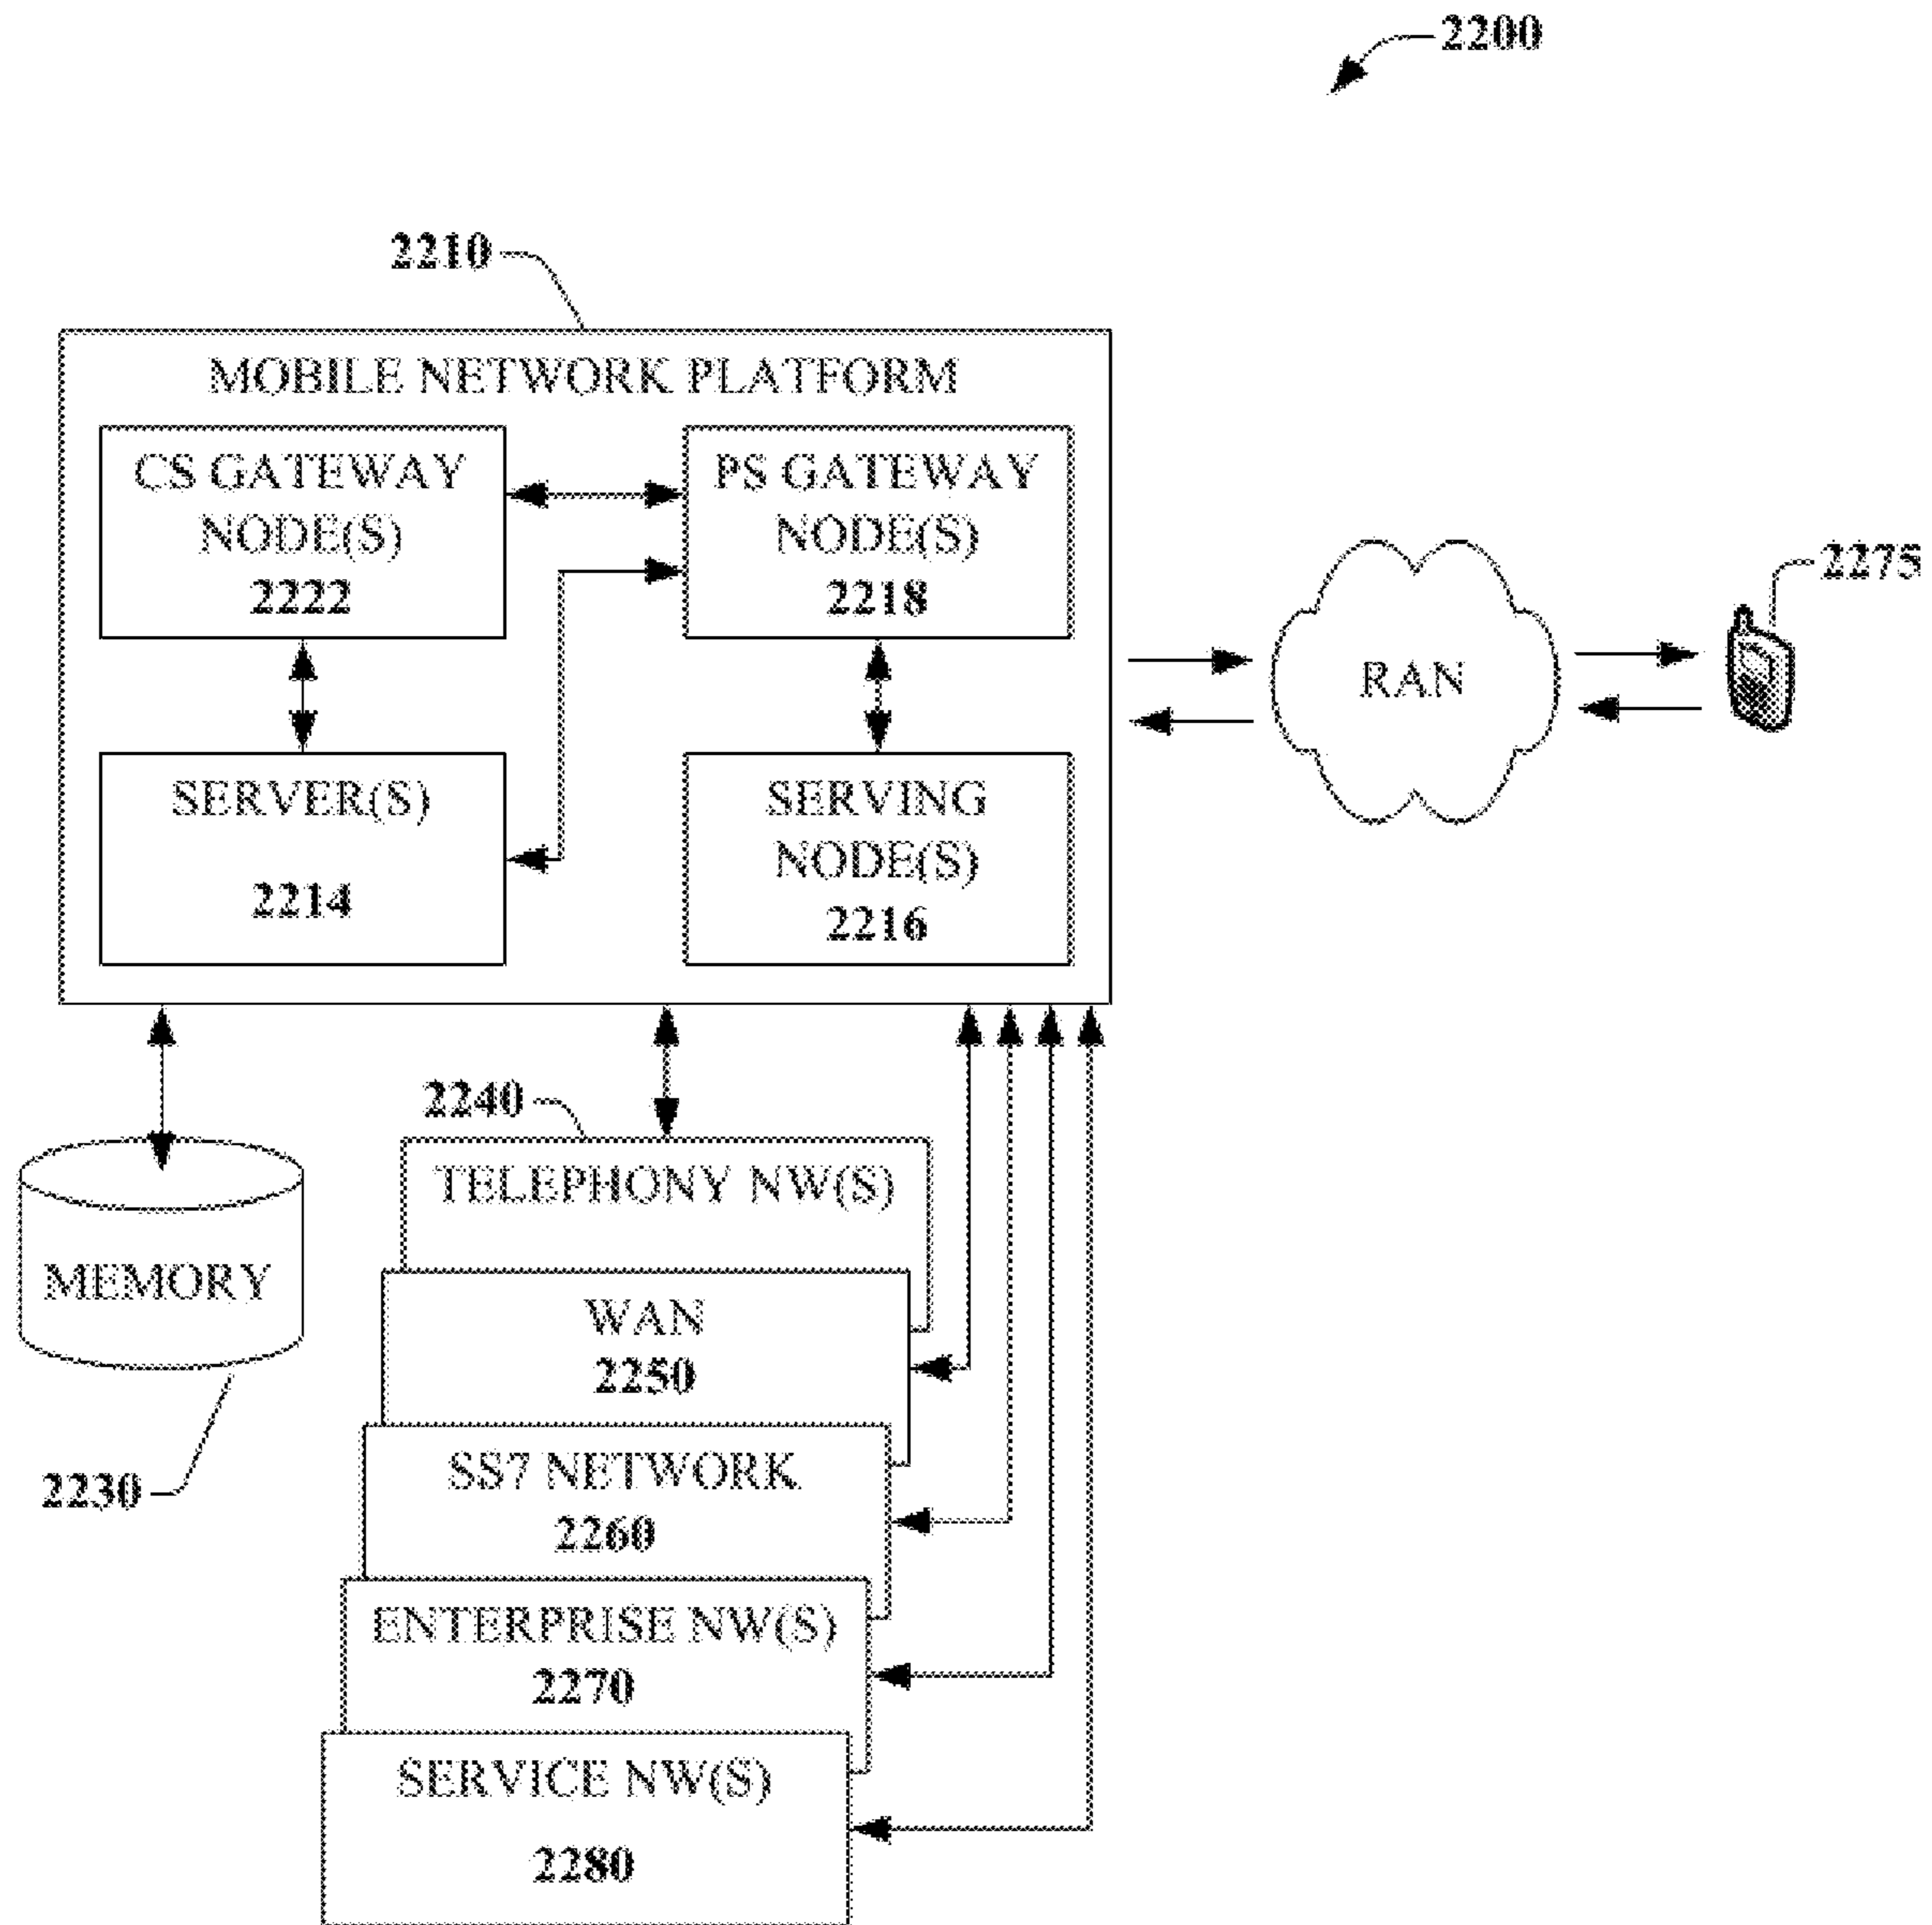 2200
2210
MOBILE NETWORK PLATFORM
CS GATEWAY
NODE(S)
2222
PS GATEWAY
NODE(S)
2218
SERVER(S)
2214
SERVING
NODE(S)
2216
RAN
2275
2240
TELEPHONY NW(S)
MEMORY
2230
WAN
2250
SS7 NETWORK
2260
ENTERPRISE NW(S)
2270
SERVICE NW(S)
2280